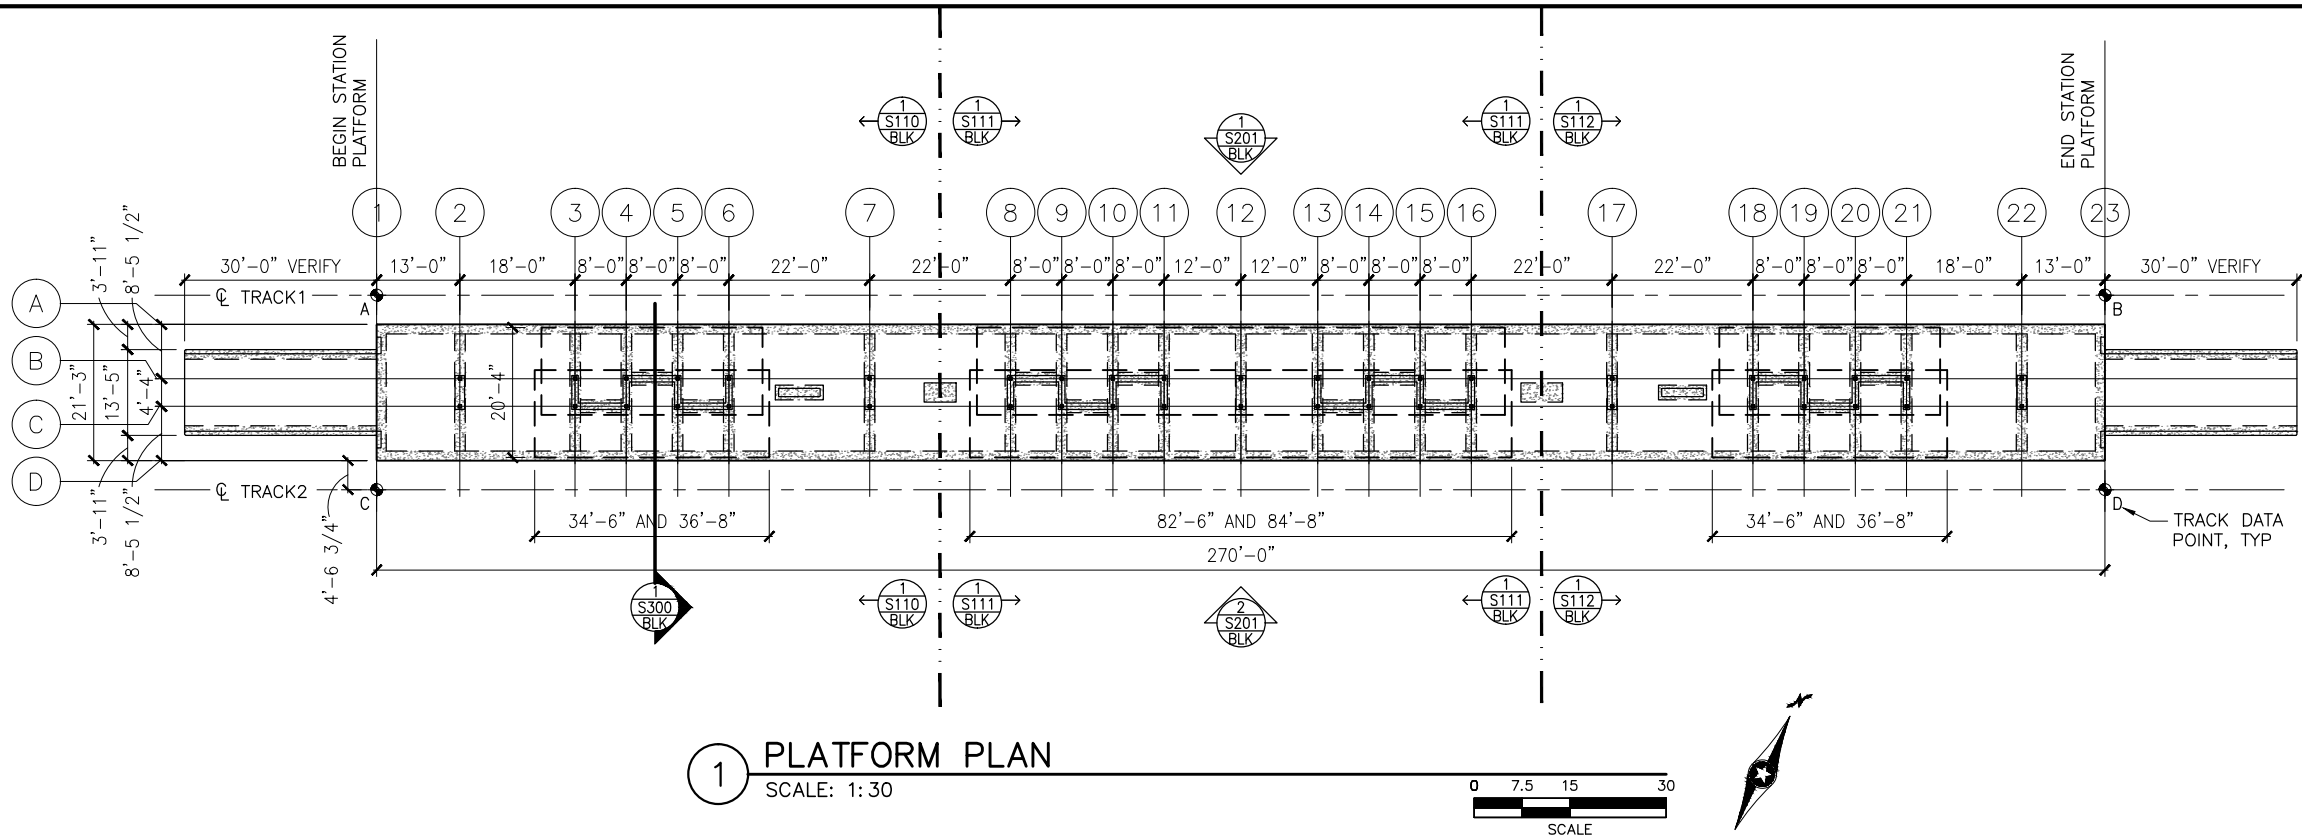 BEGIN STATION
PLATFORM
END STATION
PLATFORM
1
S110
BLK
1
S111
BLK
1
S201
BLK
1
S111
BLK
1
S112
BLK
1
2
3
4
5
6
7
8
9
10
11
12
13
14
15
16
17
18
19
20
21
22
23
30'-0" VERIFY
13'-0"
18'-0"
8'-0"
8'-0"
8'-0"
22'-0"
22'-0"
8'-0"
8'-0"
8'-0"
12'-0"
12'-0"
8'-0"
8'-0"
8'-0"
22'-0"
22'-0"
8'-0"
8'-0"
8'-0"
18'-0"
13'-0"
30'-0" VERIFY
3'-11"
8'-5 1/2"
℄ TRACK1
A
B
A
B
C
D
21'-3"
13'-5"
4'-4"
20'-4"
℄ TRACK2
C
D
3'-11"
8'-5 1/2"
4'-6 3/4"
34'-6" AND 36'-8"
82'-6" AND 84'-8"
34'-6" AND 36'-8"
TRACK DATA
POINT, TYP
270'-0"
1
S300
BLK
1
S110
BLK
1
S111
BLK
2
S201
BLK
1
S111
BLK
1
S112
BLK
N
1
PLATFORM PLAN
SCALE: 1:30
0
7.5
15
30
SCALE